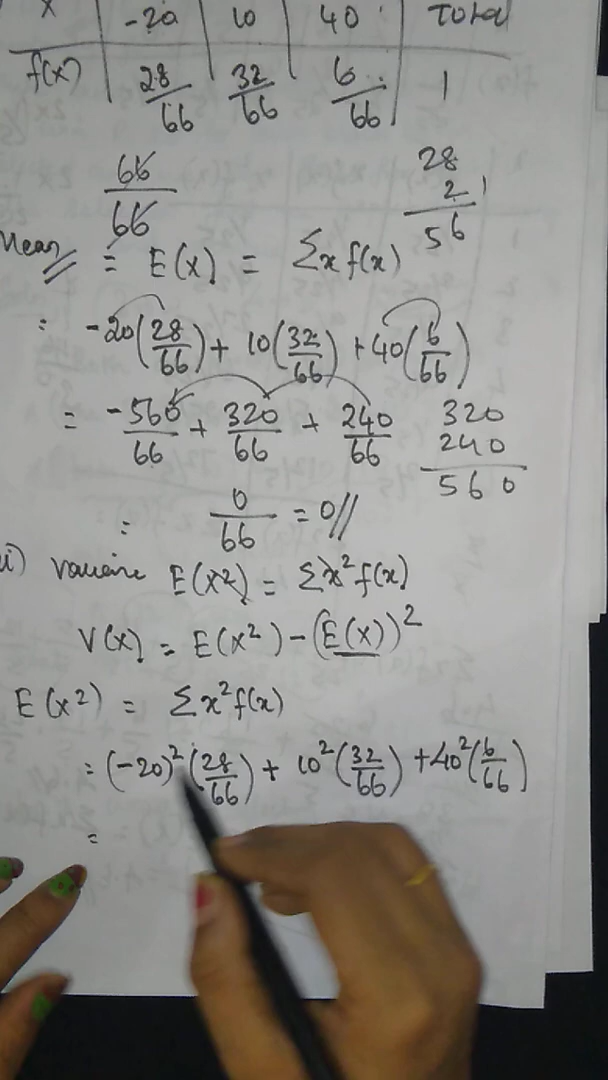 x | -20 | 10 | 40 | Total
f(x) | 28/66 | 32/66 | 6/66 | 1
66/66
28
2
56
Mean = E(x) = Σx f(x)
= -20(28/66) + 10(32/66) + 40(6/66)
= -560/66 + 320/66 + 240/66
320
240
560
= 0/66 = 0//
ii) E(x²) = Σx² f(x)
V(x) = E(x²) - (E(x))²
E(x²) = Σx² f(x)
= (-20)² (28/66) + 10² (32/66) + 40² (6/66)
=